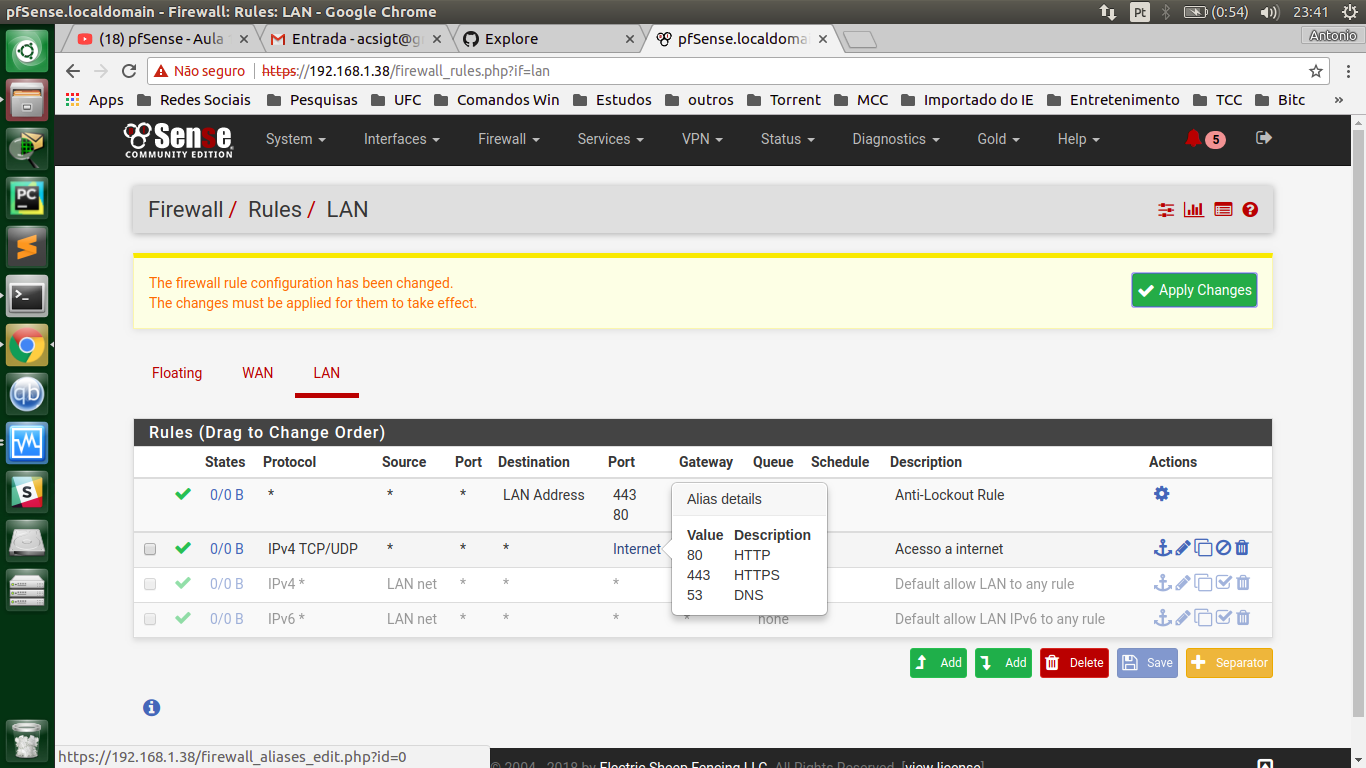 pfSense.localdomain - Firewall: Rules: LAN - Google Chrome
Pt
(0:54)
23:41
(18) pfSense - Aula
Entrada - acsigt@g
Explore
pfSense.localdoma
Antonio
Não seguro
https://192.168.1.38/firewall_rules.php?if=lan
Apps
Redes Sociais
Pesquisas
UFC
Comandos Win
Estudos
outros
Torrent
MCC
Importado do IE
Entretenimento
TCC
Bitc
»
Sense
COMMUNITY EDITION
System
Interfaces
Firewall
Services
VPN
Status
Diagnostics
Gold
Help
5
Firewall / Rules / LAN
The firewall rule configuration has been changed.
The changes must be applied for them to take effect.
Apply Changes
Floating
WAN
LAN
Rules (Drag to Change Order)
States Protocol Source Port Destination Port Gateway Queue Schedule Description Actions
0/0 B * * * LAN Address 443 Anti-Lockout Rule
80
0/0 B IPv4 TCP/UDP * * * Internet Acesso a internet
0/0 B IPv4 * LAN net * * * Default allow LAN to any rule
0/0 B IPv6 * LAN net * * * * none Default allow LAN IPv6 to any rule
Alias details
Value Description
80 HTTP
443 HTTPS
53 DNS
Add
Add
Delete
Save
Separator
https://192.168.1.38/firewall_aliases_edit.php?id=0
© 2004 - 2018 by Electric Sheep Fencing LLC. All Rights Reserved. [view license]